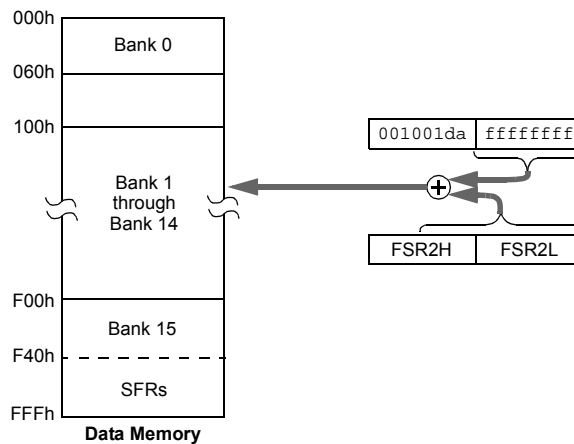 000h
Bank 0
060h
100h
001001da ffffffff
Bank 1
through
Bank 14
FSR2H FSR2L
F00h
Bank 15
F40h
SFRs
FFFh
Data Memory